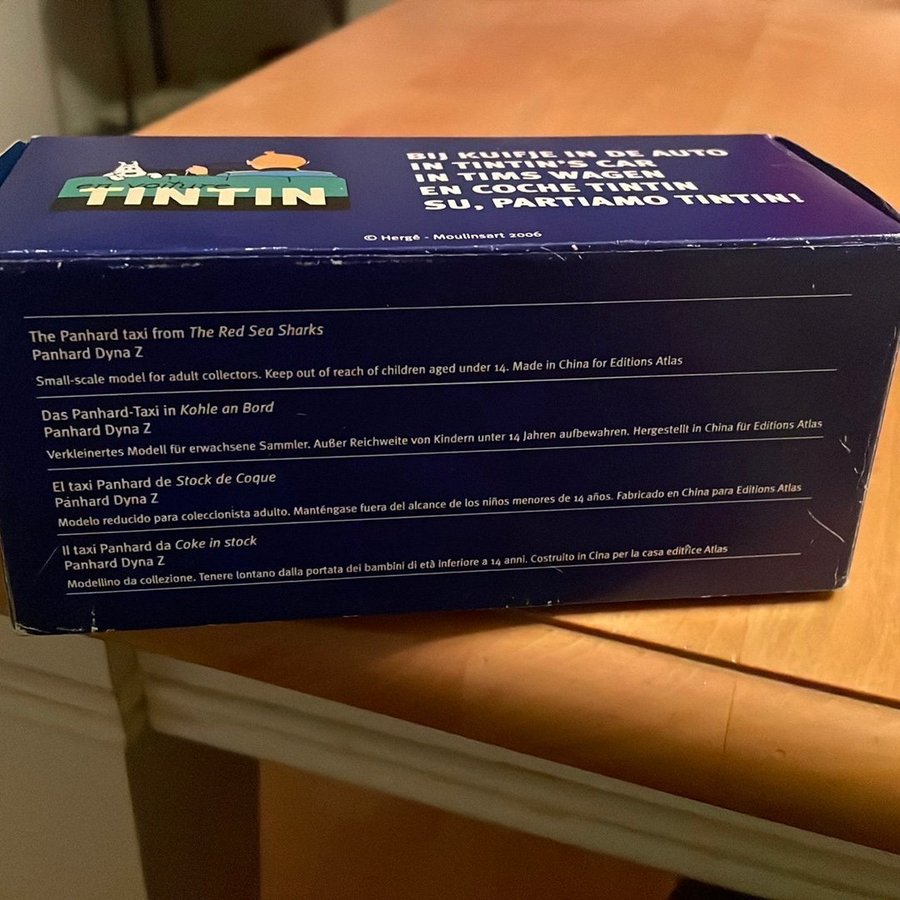 en voiture
TINTIN
BIJ KUIFJE IN DE AUTO
IN TINTIN'S CAR
IN TIMS WAGEN
EN COCHE TINTIN
SU, PARTIAMO TINTIN!
© Hergé - Moulinsart 2006
The Panhard taxi from The Red Sea Sharks
Panhard Dyna Z
Small-scale model for adult collectors. Keep out of reach of children aged under 14. Made in China for Editions Atlas
Das Panhard-Taxi in Kohle an Bord
Panhard Dyna Z
Verkleinertes Modell für erwachsene Sammler. Außer Reichweite von Kindern unter 14 Jahren aufbewahren. Hergestellt in China für Editions Atlas
El taxi Panhard de Stock de Coque
Panhard Dyna Z
Modelo reducido para coleccionista adulto. Manténgase fuera del alcance de los niños menores de 14 años. Fabricado en China para Editions Atlas
Il taxi Panhard da Coke in stock
Panhard Dyna Z
Modellino da collezione. Tenere lontano dalla portata dei bambini di età inferiore a 14 anni. Costruito in Cina per la casa editrice Atlas